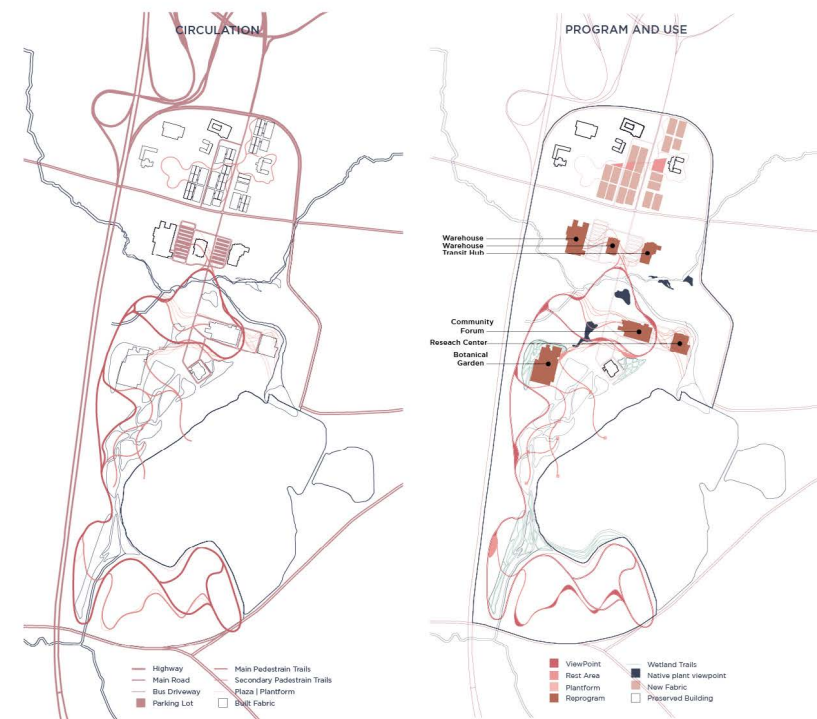 CIRCULATION
PROGRAM AND USE
Warehouse
Warehouse
Transit Hub
Community
Forum
Reseach Center
Botanical
Garden
Highway
Main Road
Bus Driveway
Parking Lot
Main Pedestrain Trails
Secondary Padestrain Trails
Plaza | Plantform
Built Fabric
ViewPoint
Rest Area
Plantform
Reprogram
Wetland Trails
Native plant viewpoint
New Fabric
Preserved Building